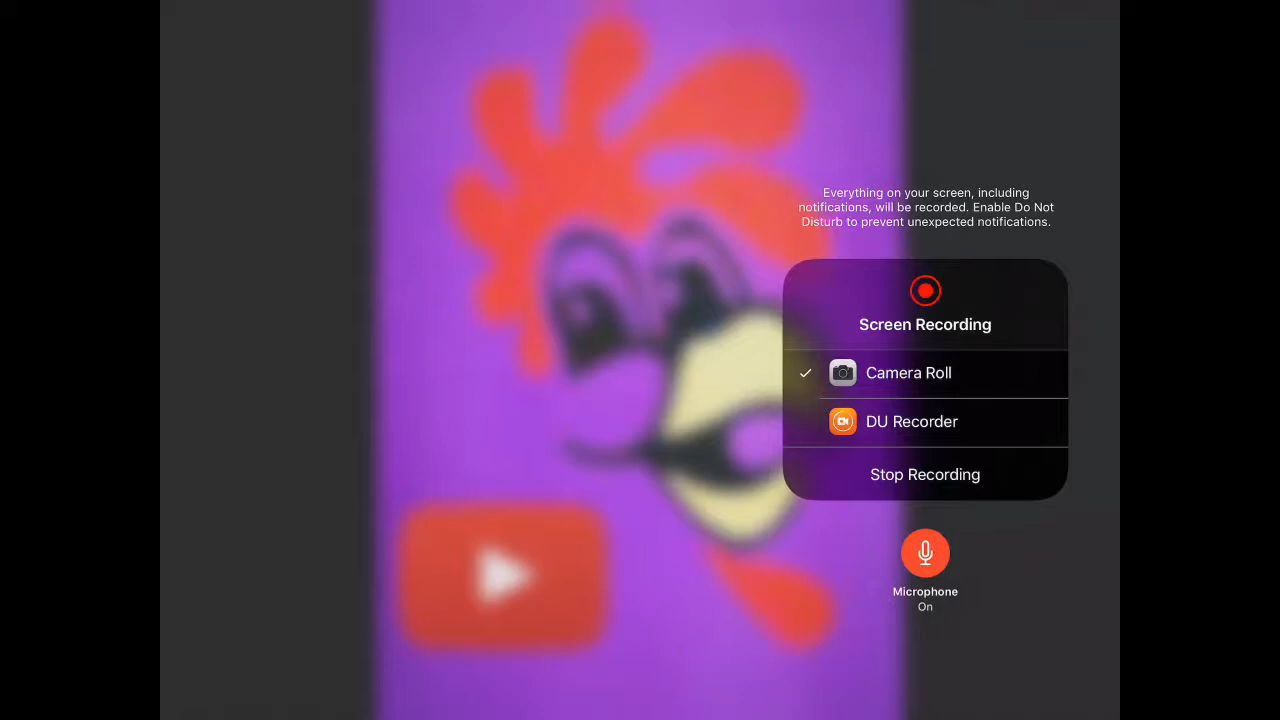 Everything on your screen, including
notifications, will be recorded. Enable Do Not
Disturb to prevent unexpected notifications.
Screen Recording
Camera Roll
DU Recorder
Stop Recording
Microphone
On